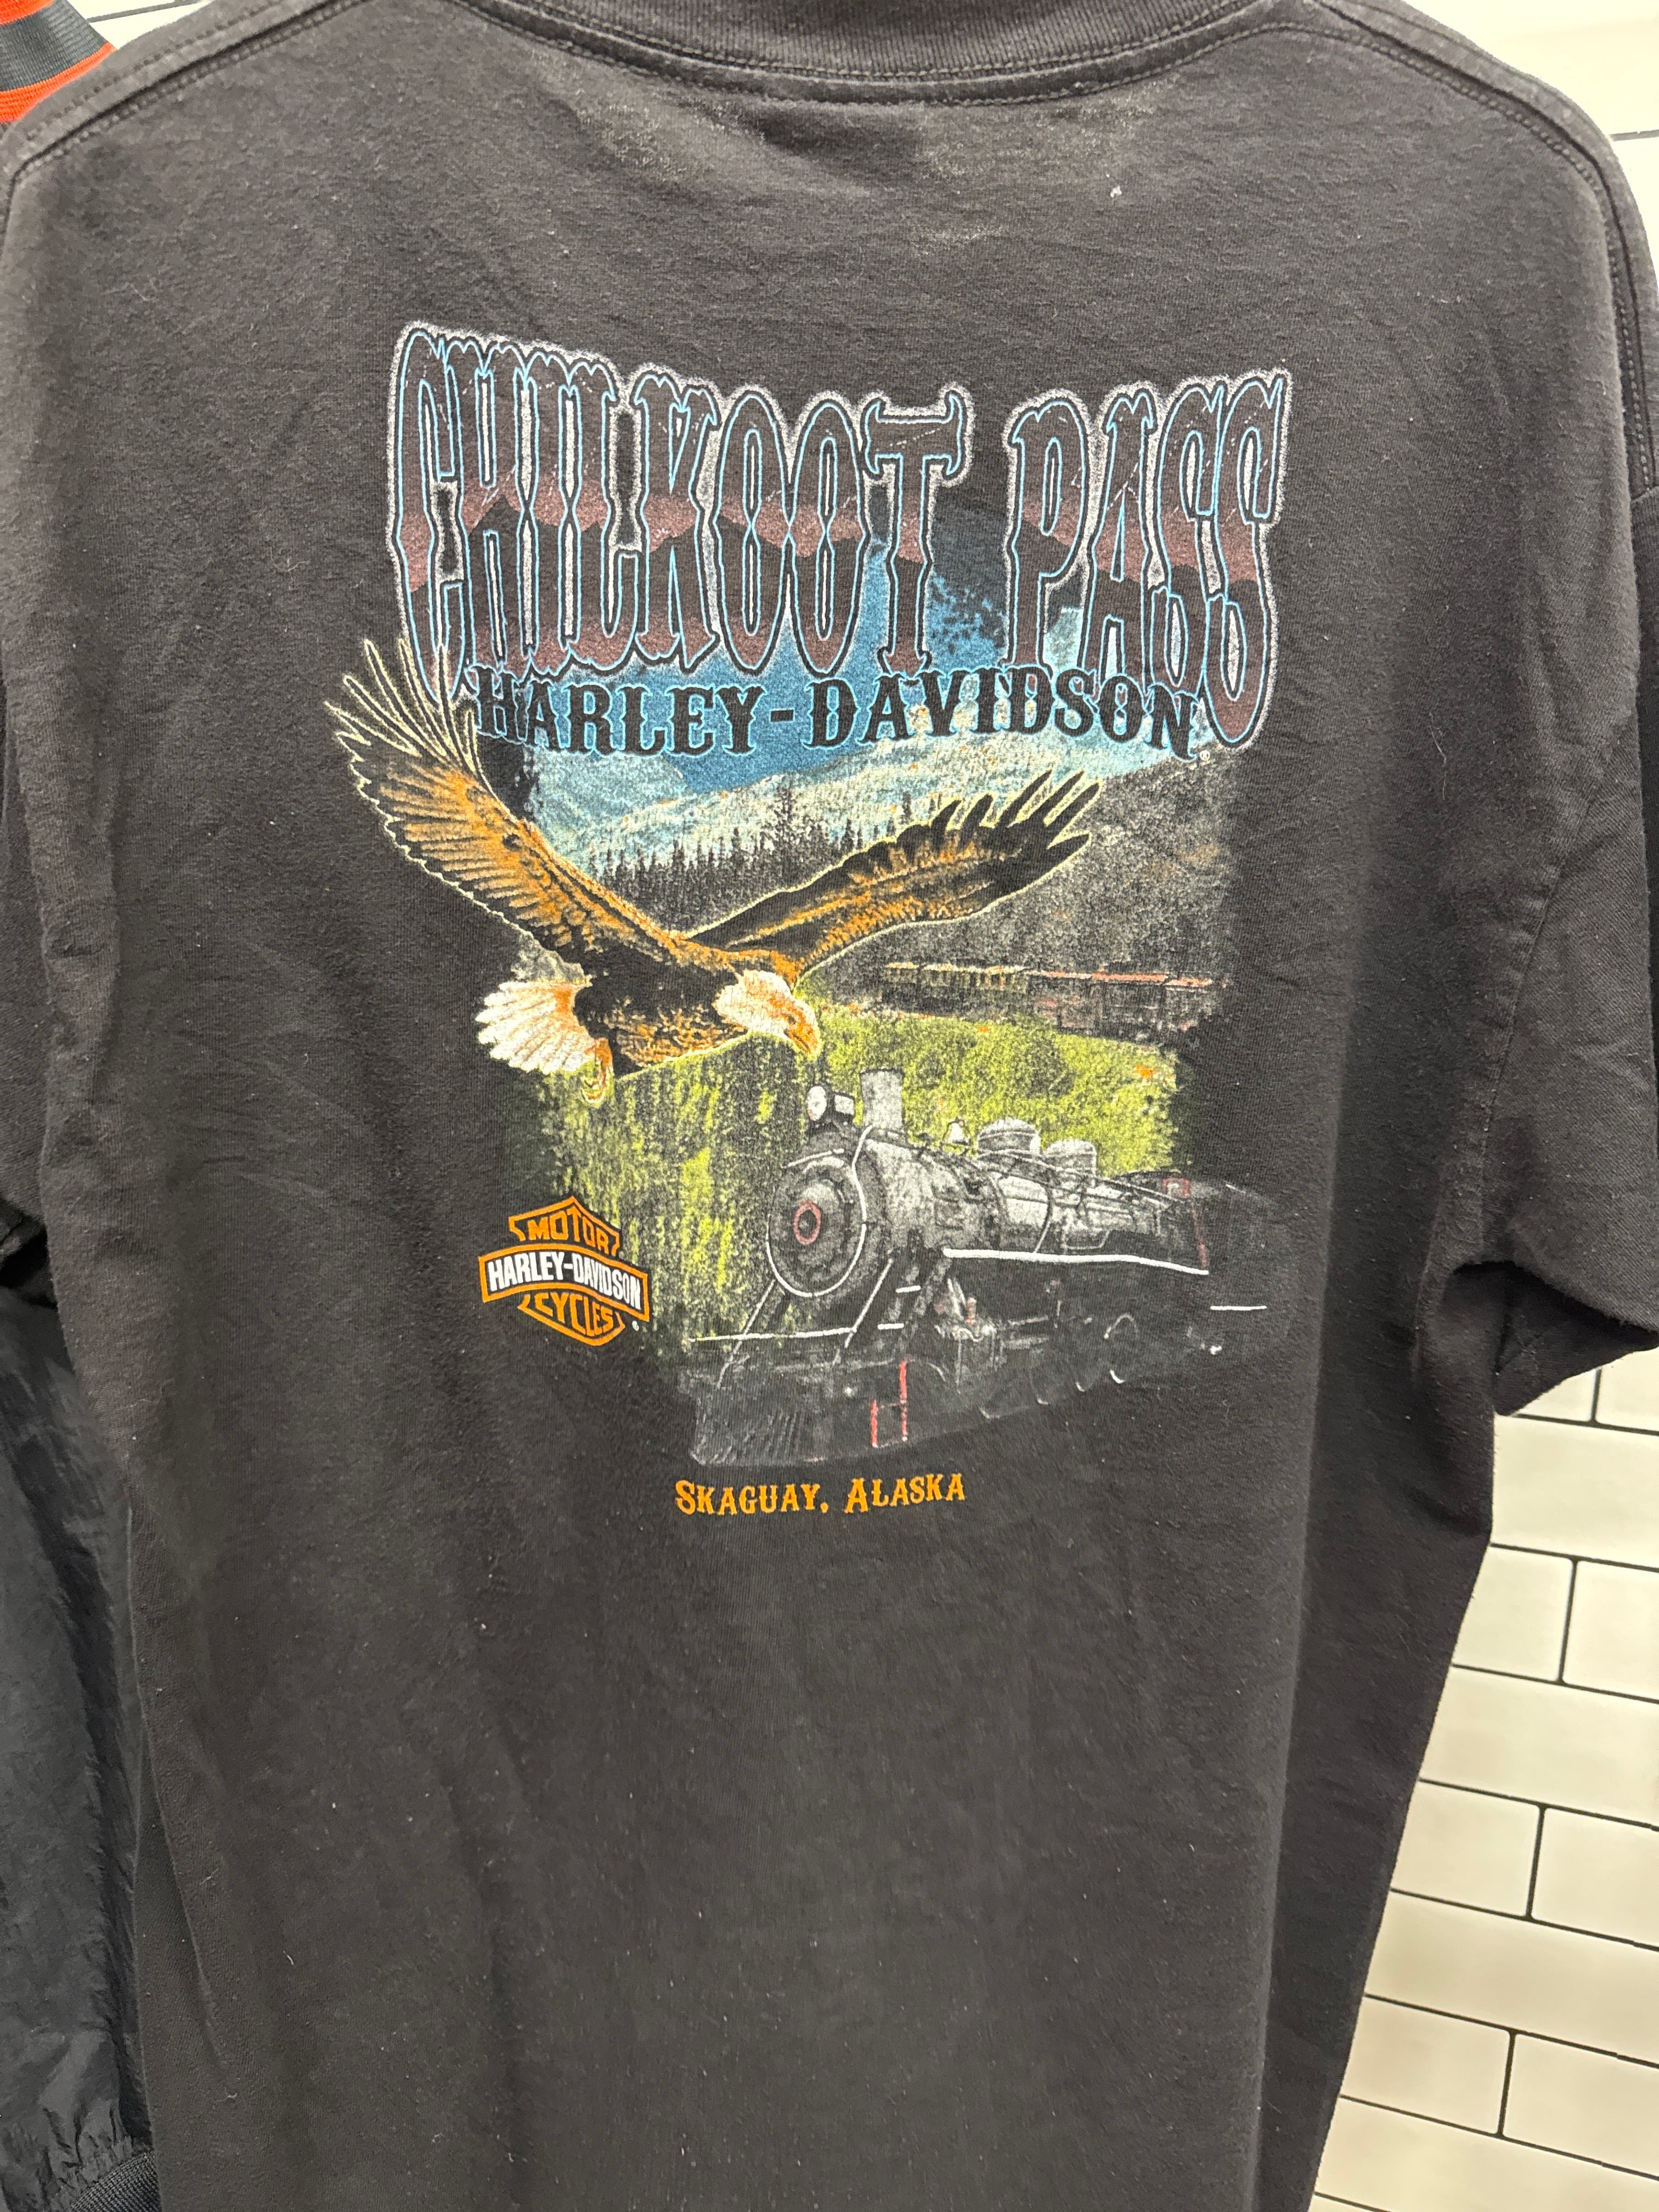 CHILKOOT PASS
HARLEY-DAVIDSON
MOTOR
HARLEY-DAVIDSON
CYCLES
SKAGUAY, ALASKA